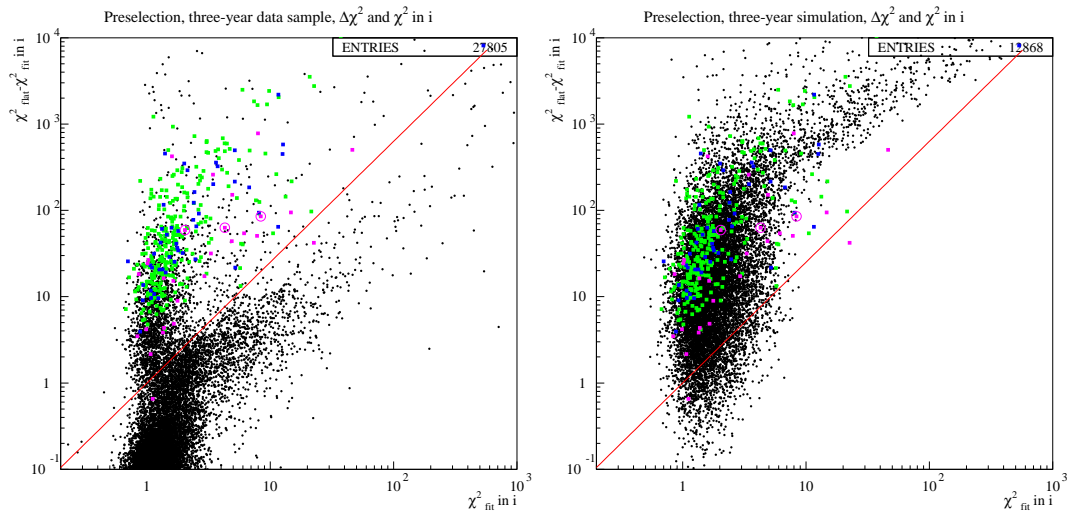 Preselection, three-year data sample, Δχ² and χ² in i
ENTRIES 27805
χ²flat-χ²fit in i
10⁴
10³
10²
10
1
10⁻¹
1 10 10² 10³
χ²fit in i
Preselection, three-year simulation, Δχ² and χ² in i
ENTRIES 12868
χ²flat-χ²fit in i
10⁴
10³
10²
10
1
10⁻¹
1 10 10² 10³
χ²fit in i